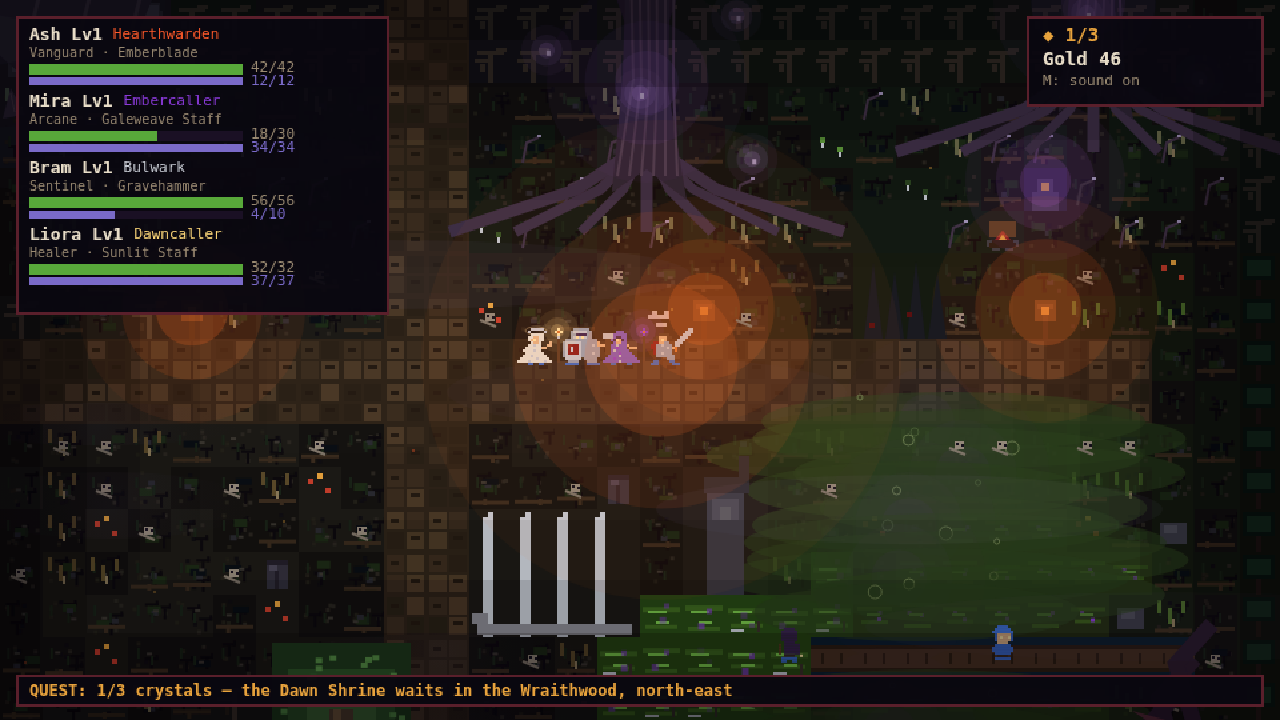 Ash Lv1 Hearthwarden
Vanguard · Emberblade
42/42
12/12
Mira Lv1 Embercaller
Arcane · Galeweave Staff
18/30
34/34
Bram Lv1 Bulwark
Sentinel · Gravehammer
56/56
4/10
Liora Lv1 Dawncaller
Healer · Sunlit Staff
32/32
37/37
◆ 1/3
Gold 46
M: sound on
QUEST: 1/3 crystals — the Dawn Shrine waits in the Wraithwood, north-east